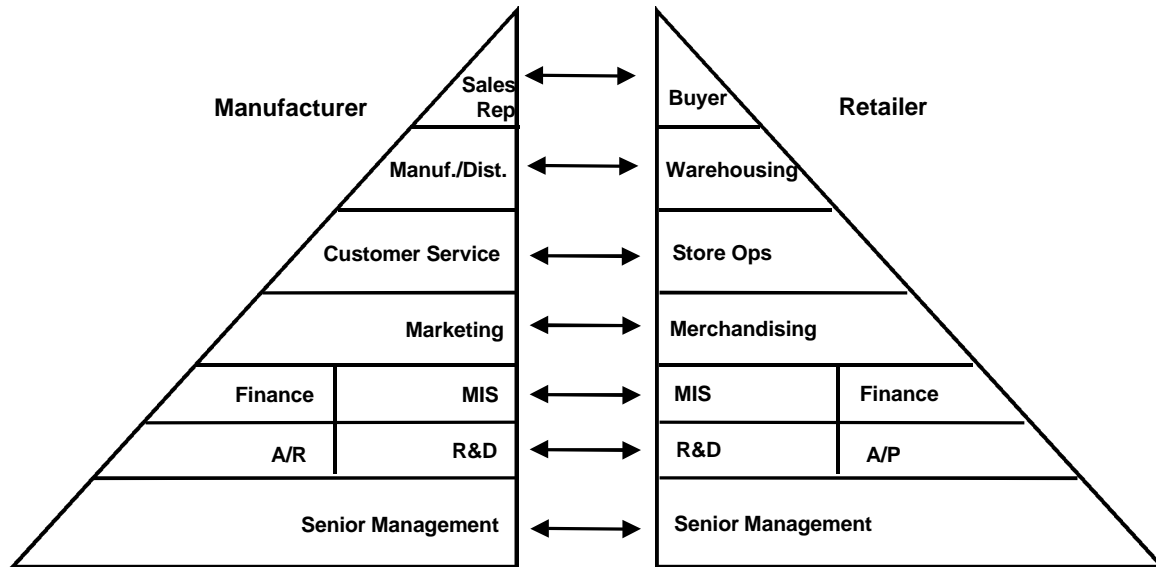 Manufacturer
Sales
Rep
Buyer
Retailer
Manuf./Dist.
Warehousing
Customer Service
Store Ops
Marketing
Merchandising
Finance
MIS
MIS
Finance
A/R
R&D
R&D
A/P
Senior Management
Senior Management